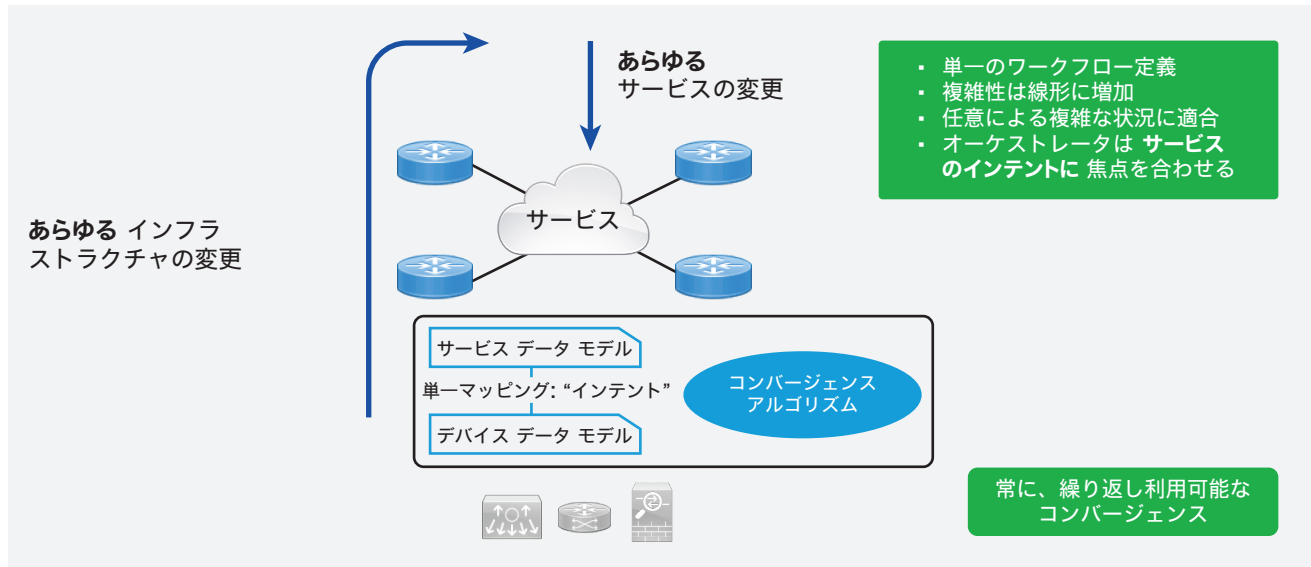 あらゆる
サービスの変更
▪ 単一のワークフロー定義
▪ 複雑性は線形に増加
▪ 任意による複雑な状況に適合
▪ オーケストレータは サービス
のインテントに 焦点を合わせる
サービス
あらゆる インフラ
ストラクチャの変更
サービス データ モデル
単一マッピング: “インテント”
デバイス データ モデル
コンバージェンス
アルゴリズム
常に、繰り返し利用可能な
コンバージェンス